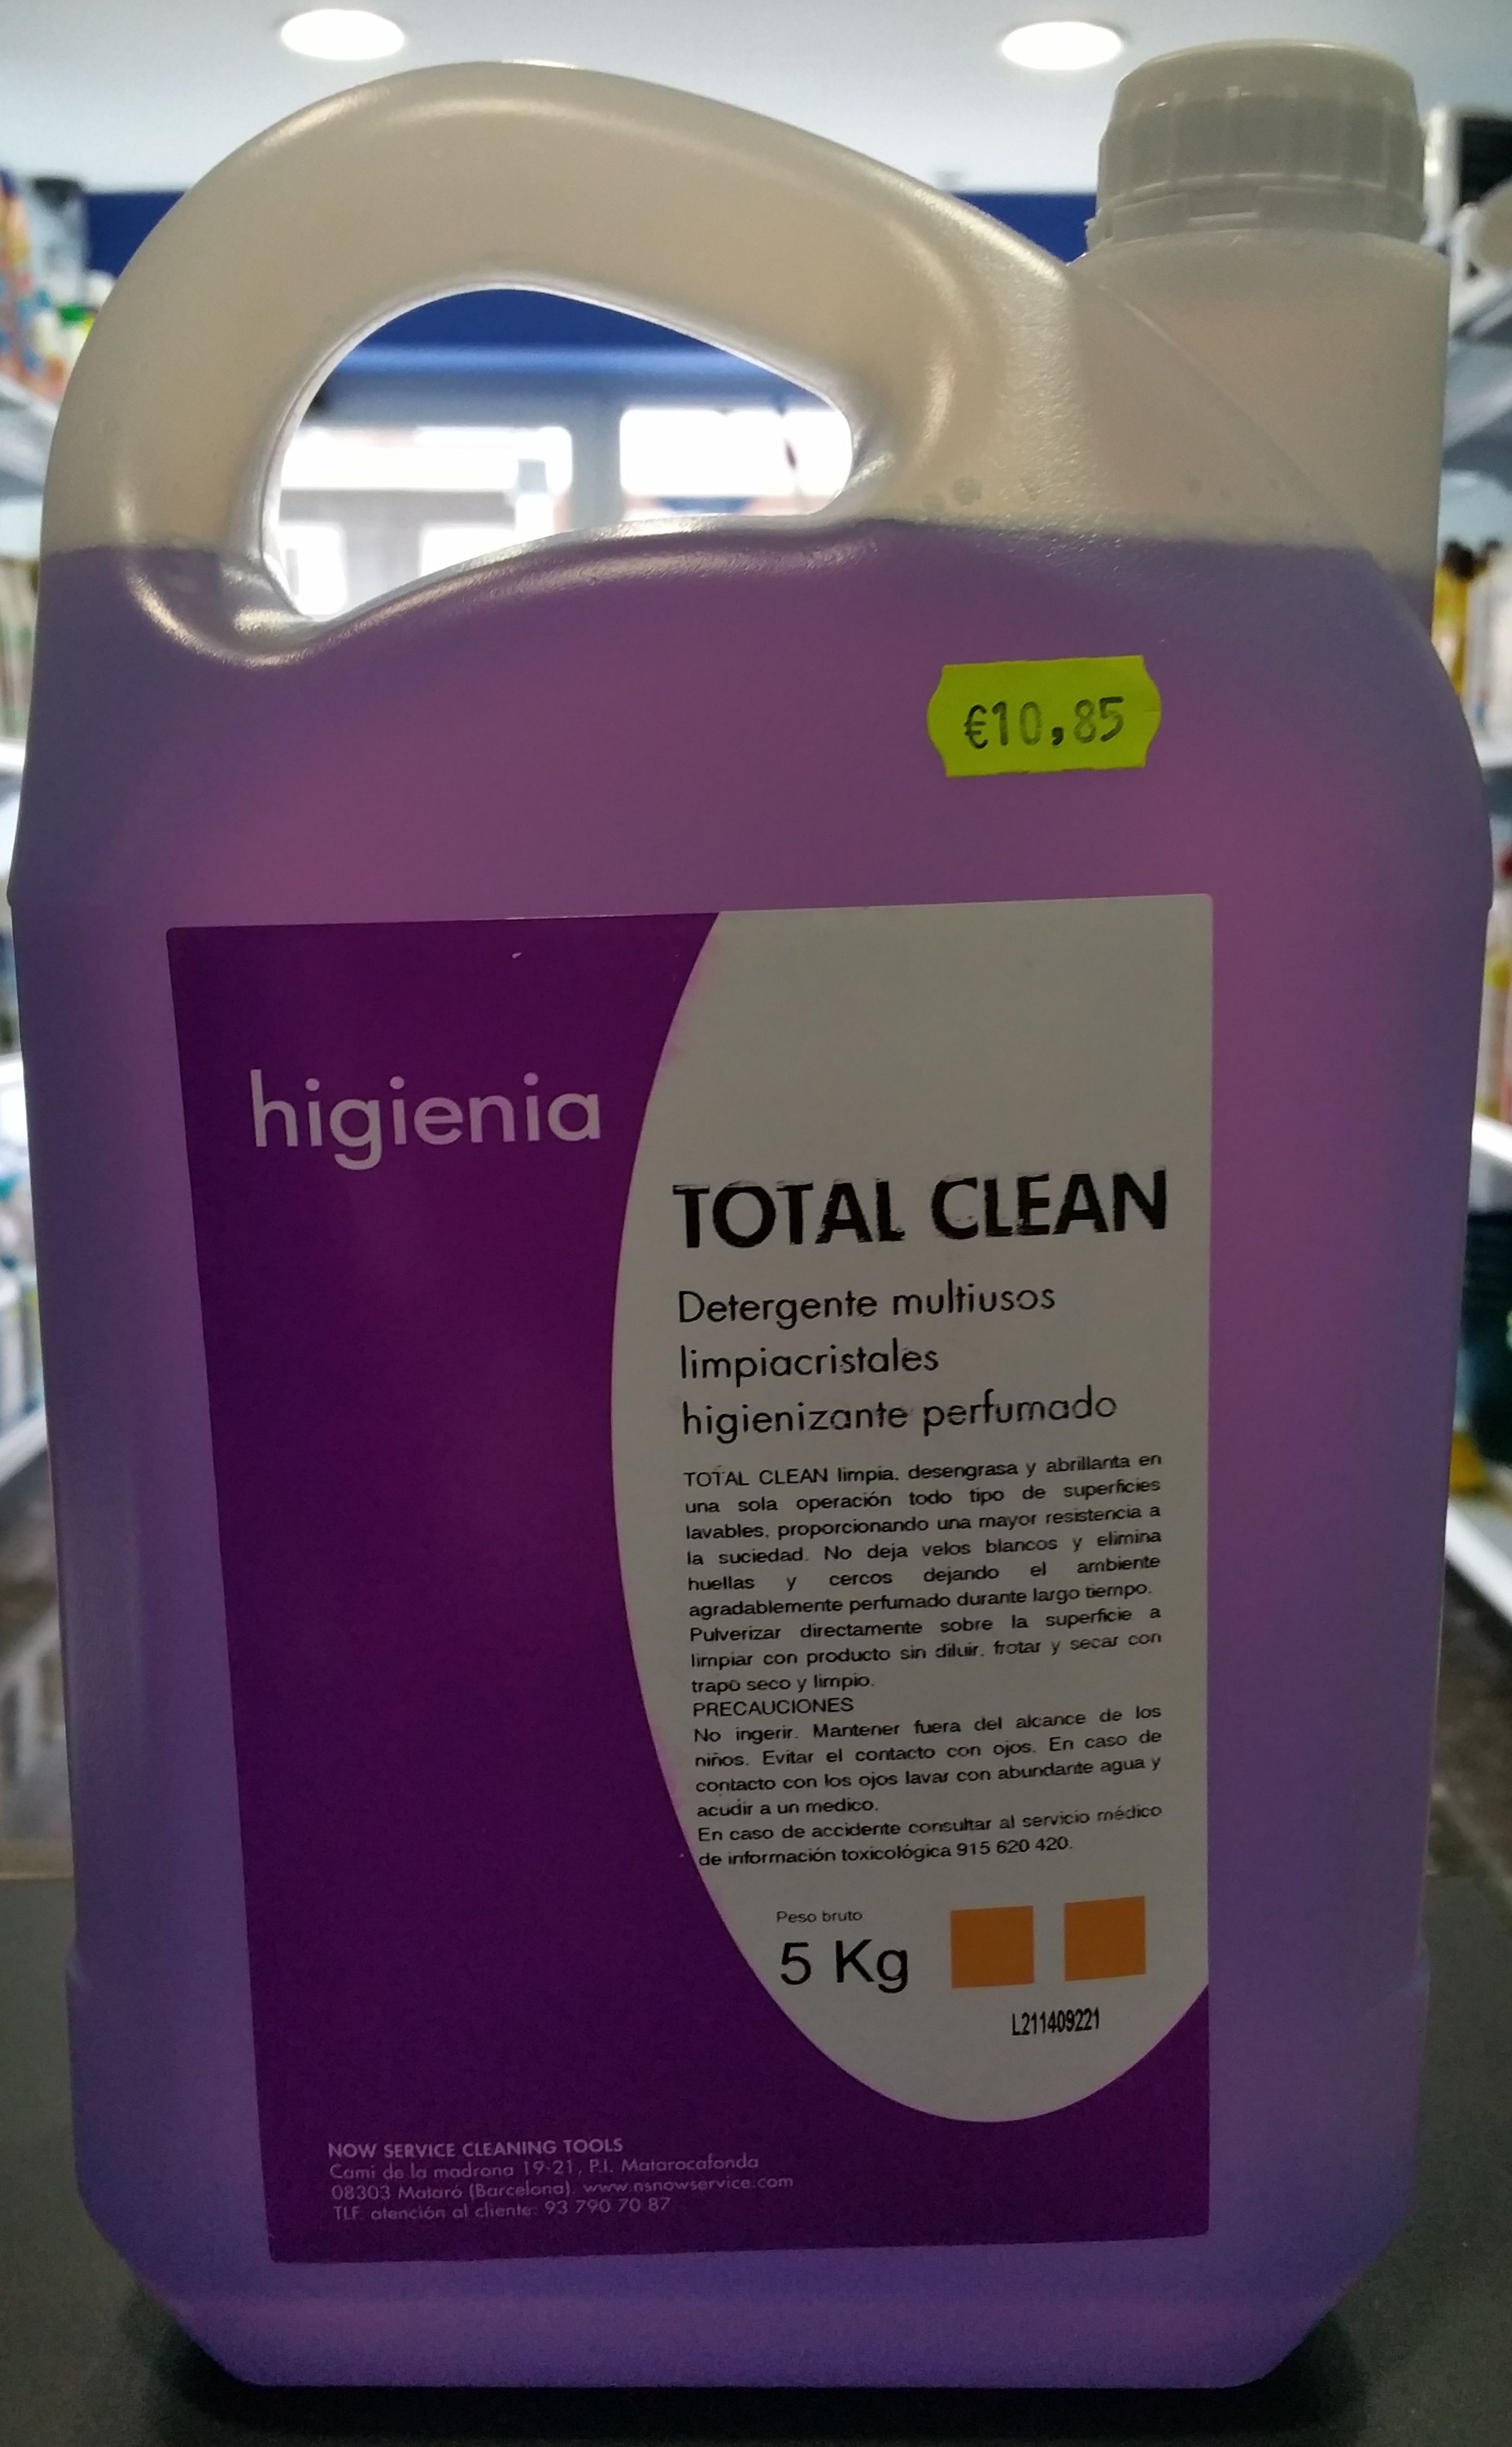 €10,85
higienia
TOTAL CLEAN
Detergente multiusos
limpiacristales
higienizante perfumado
TOTAL CLEAN limpia, desengrasa y abrillanta en
una sola operación todo tipo de superficies
lavables, proporcionando una mayor resistencia a
la suciedad. No deja velos blancos y elimina
huellas y cercos dejando el ambiente
agradablemente perfumado durante largo tiempo.
Pulverizar directamente sobre la superficie a
limpiar con producto sin diluir, frotar y secar con
trapo seco y limpio.
PRECAUCIONES
No ingerir. Mantener fuera del alcance de los
niños. Evitar el contacto con ojos. En caso de
contacto con los ojos lavar con abundante agua y
acudir a un medico.
En caso de accidente consultar al servicio médico
de información toxicológica 915 620 420.
Peso bruto
5 Kg
L211409221
NOW SERVICE CLEANING TOOLS
Cami de la madrona 19-21, P.I. Matarocafonda
08303 Mataró (Barcelona). www.nsnowservice.com
TLF. atención al cliente: 93 790 70 87